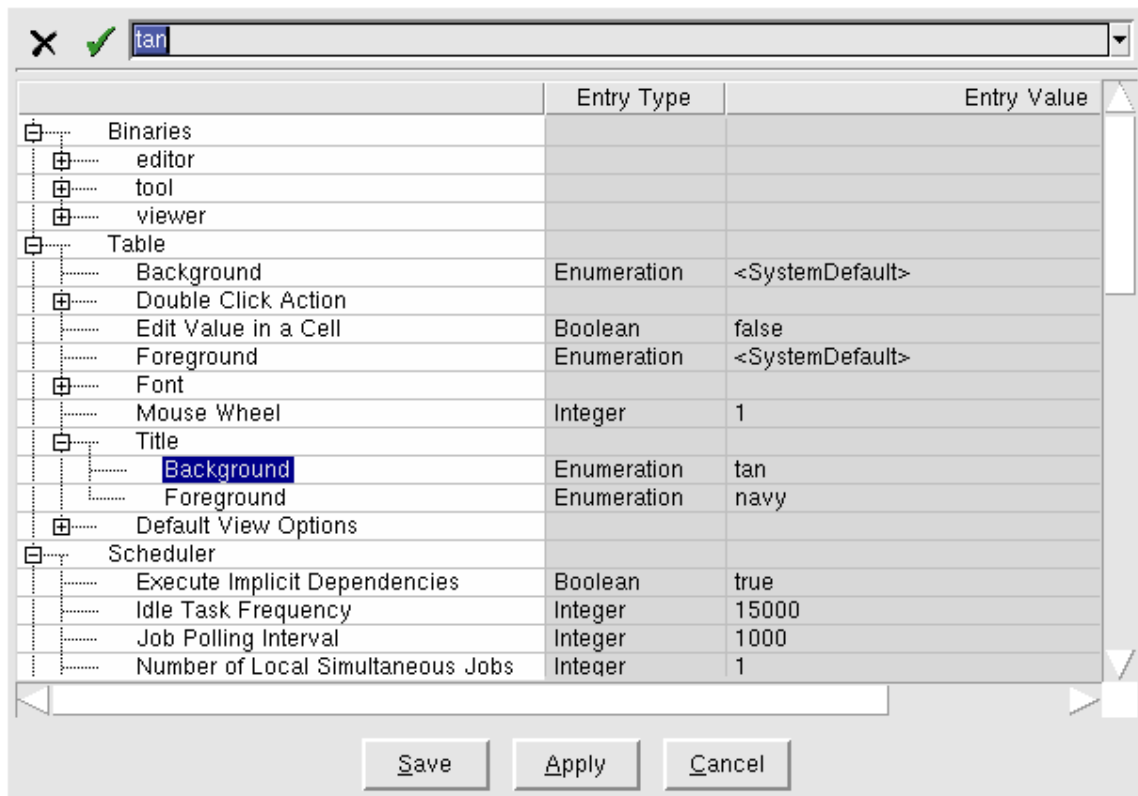 tan
Entry Type Entry Value
Binaries
editor
tool
viewer
Table
Background Enumeration <SystemDefault>
Double Click Action
Edit Value in a Cell Boolean false
Foreground Enumeration <SystemDefault>
Font
Mouse Wheel Integer 1
Title
Background Enumeration tan
Foreground Enumeration navy
Default View Options
Scheduler
Execute Implicit Dependencies Boolean true
Idle Task Frequency Integer 15000
Job Polling Interval Integer 1000
Number of Local Simultaneous Jobs Integer 1
Save Apply Cancel